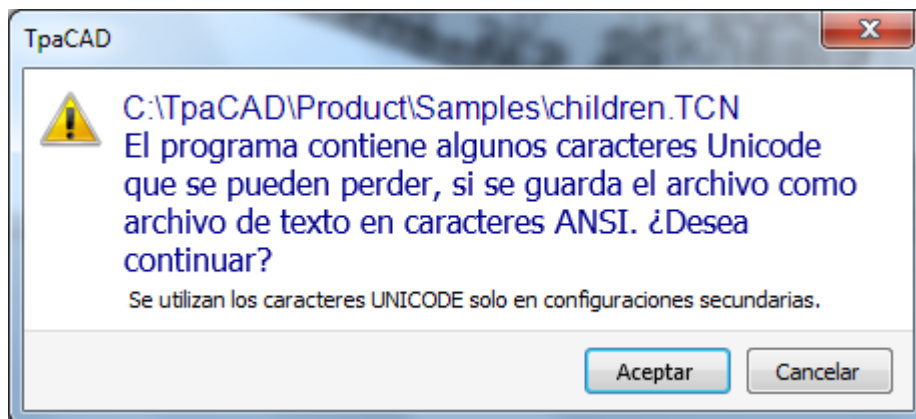 TpaCAD
C:\TpaCAD\Product\Samples\children.TCN
El programa contiene algunos caracteres Unicode
que se pueden perder, si se guarda el archivo como
archivo de texto en caracteres ANSI. ¿Desea
continuar?
Se utilizan los caracteres UNICODE solo en configuraciones secundarias.
Aceptar
Cancelar